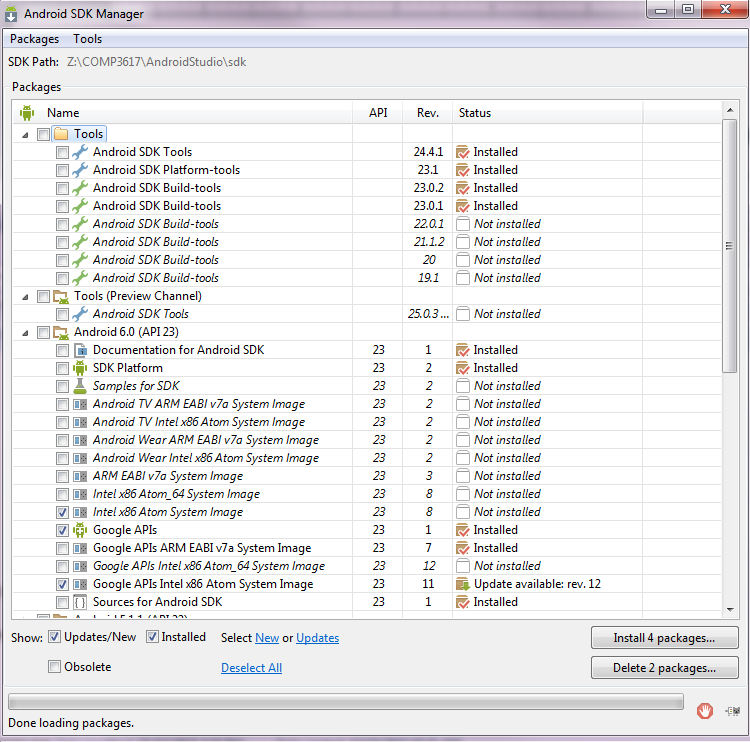 Android SDK Manager
Packages Tools
SDK Path: Z:\COMP3617\AndroidStudio\sdk
Packages
Name API Rev. Status
Tools
Android SDK Tools 24.4.1 Installed
Android SDK Platform-tools 23.1 Installed
Android SDK Build-tools 23.0.2 Installed
Android SDK Build-tools 23.0.1 Installed
Android SDK Build-tools 22.0.1 Not installed
Android SDK Build-tools 21.1.2 Not installed
Android SDK Build-tools 20 Not installed
Android SDK Build-tools 19.1 Not installed
Tools (Preview Channel)
Android SDK Tools 25.0.3 ... Not installed
Android 6.0 (API 23)
Documentation for Android SDK 23 1 Installed
SDK Platform 23 2 Installed
Samples for SDK 23 2 Not installed
Android TV ARM EABI v7a System Image 23 2 Not installed
Android TV Intel x86 Atom System Image 23 2 Not installed
Android Wear ARM EABI v7a System Image 23 2 Not installed
Android Wear Intel x86 Atom System Image 23 2 Not installed
ARM EABI v7a System Image 23 3 Not installed
Intel x86 Atom_64 System Image 23 8 Not installed
Intel x86 Atom System Image 23 8 Not installed
Google APIs 23 1 Installed
Google APIs ARM EABI v7a System Image 23 7 Installed
Google APIs Intel x86 Atom_64 System Image 23 12 Not installed
Google APIs Intel x86 Atom System Image 23 11 Update available: rev. 12
Sources for Android SDK 23 1 Installed
Show: Updates/New Installed Select New or Updates Install 4 packages...
Obsolete Deselect All Delete 2 packages...
Done loading packages.